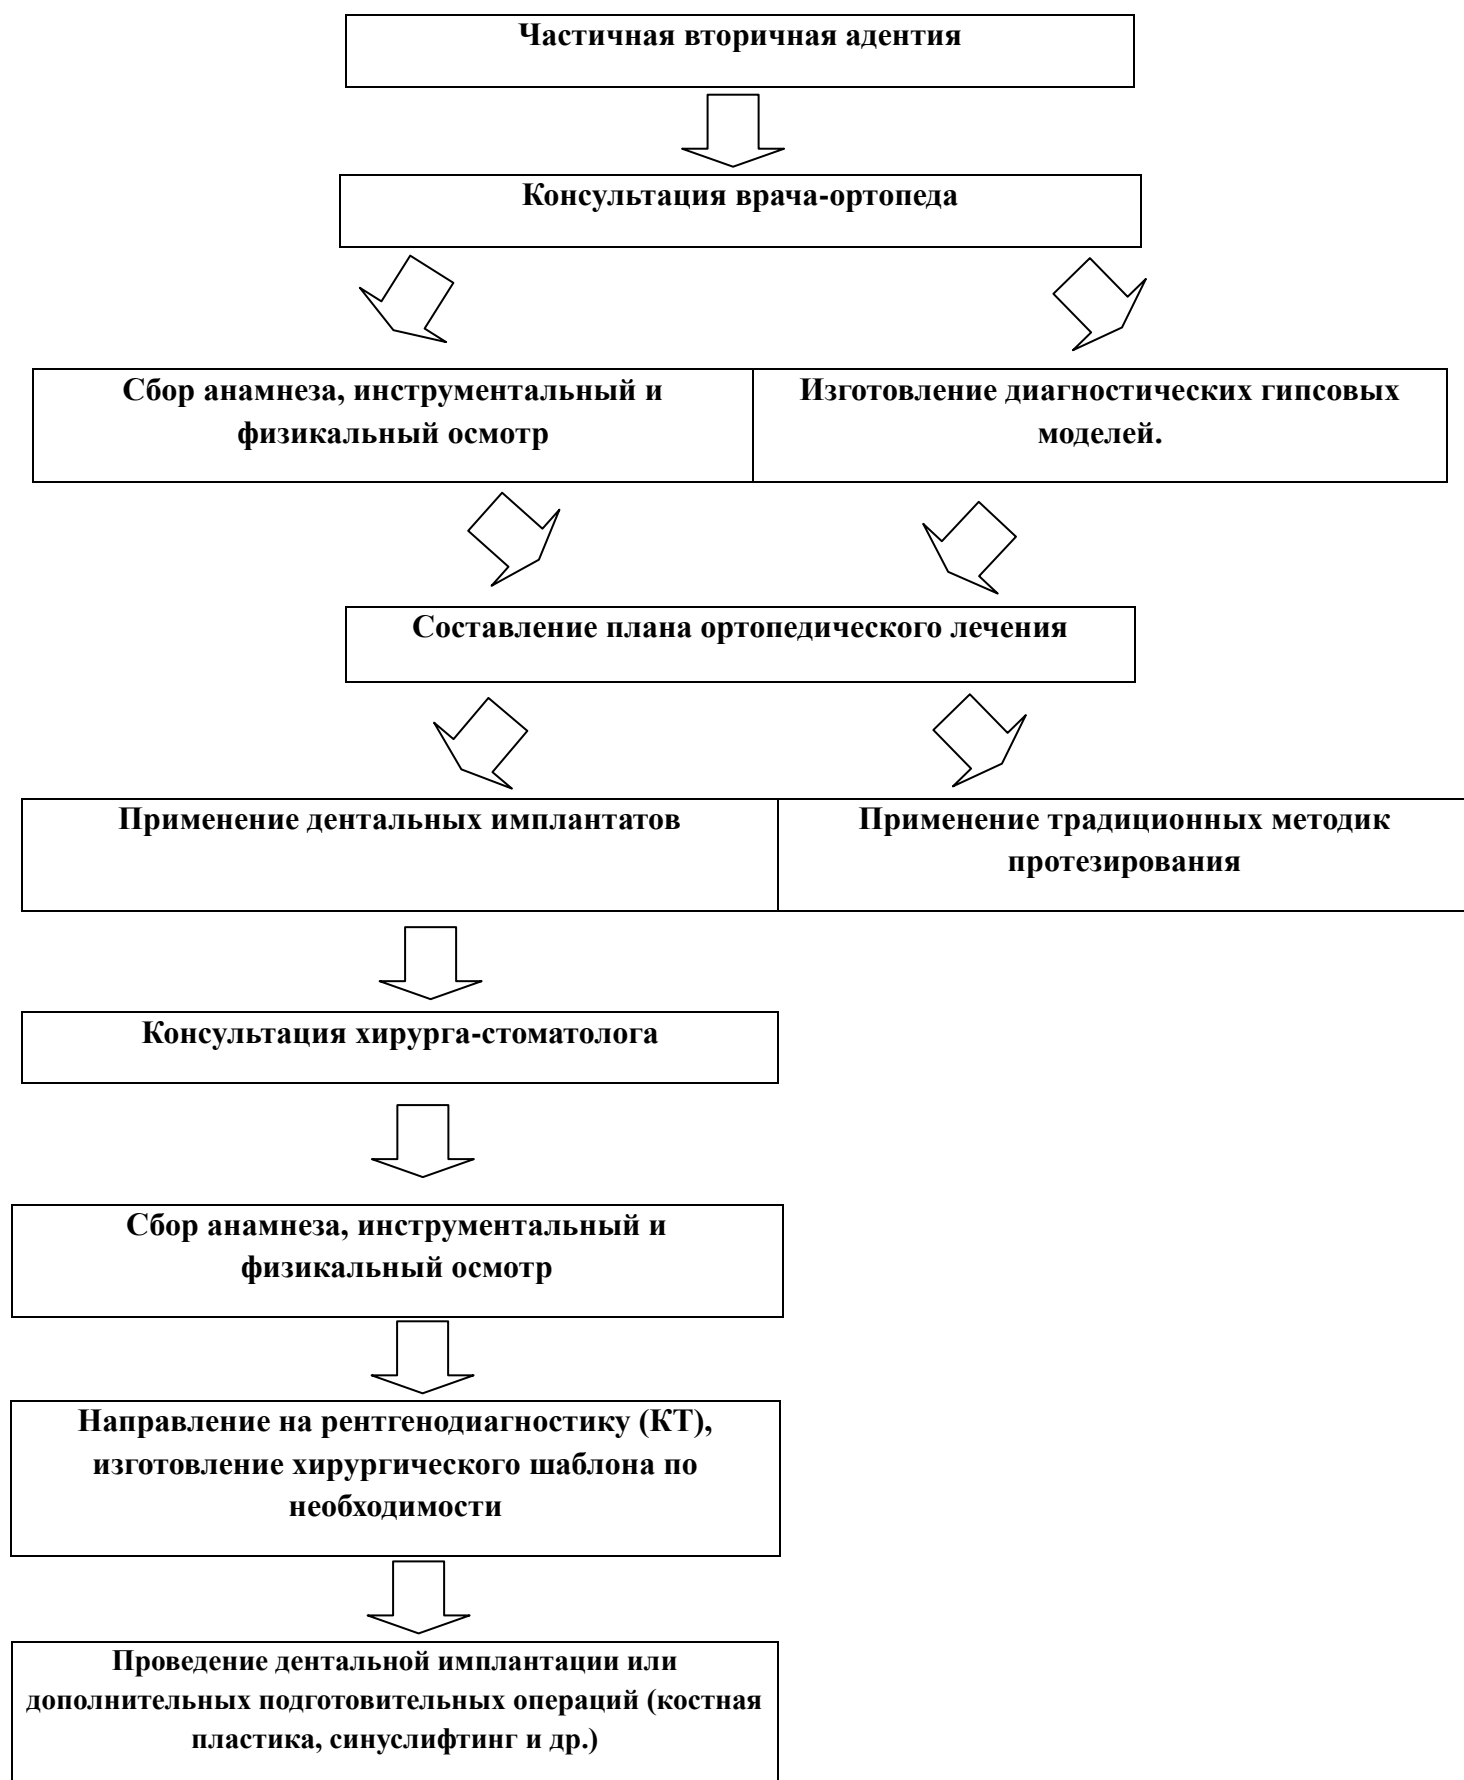 Частичная вторичная адентия
Консультация врача-ортопеда
Сбор анамнеза, инструментальный и
физикальный осмотр
Изготовление диагностических гипсовых
моделей.
Составление плана ортопедического лечения
Применение дентальных имплантатов
Применение традиционных методик
протезирования
Консультация хирурга-стоматолога
Сбор анамнеза, инструментальный и
физикальный осмотр
Направление на рентгенодиагностику (КТ),
изготовление хирургического шаблона по
необходимости
Проведение дентальной имплантации или
дополнительных подготовительных операций (костная
пластика, синуслифтинг и др.)